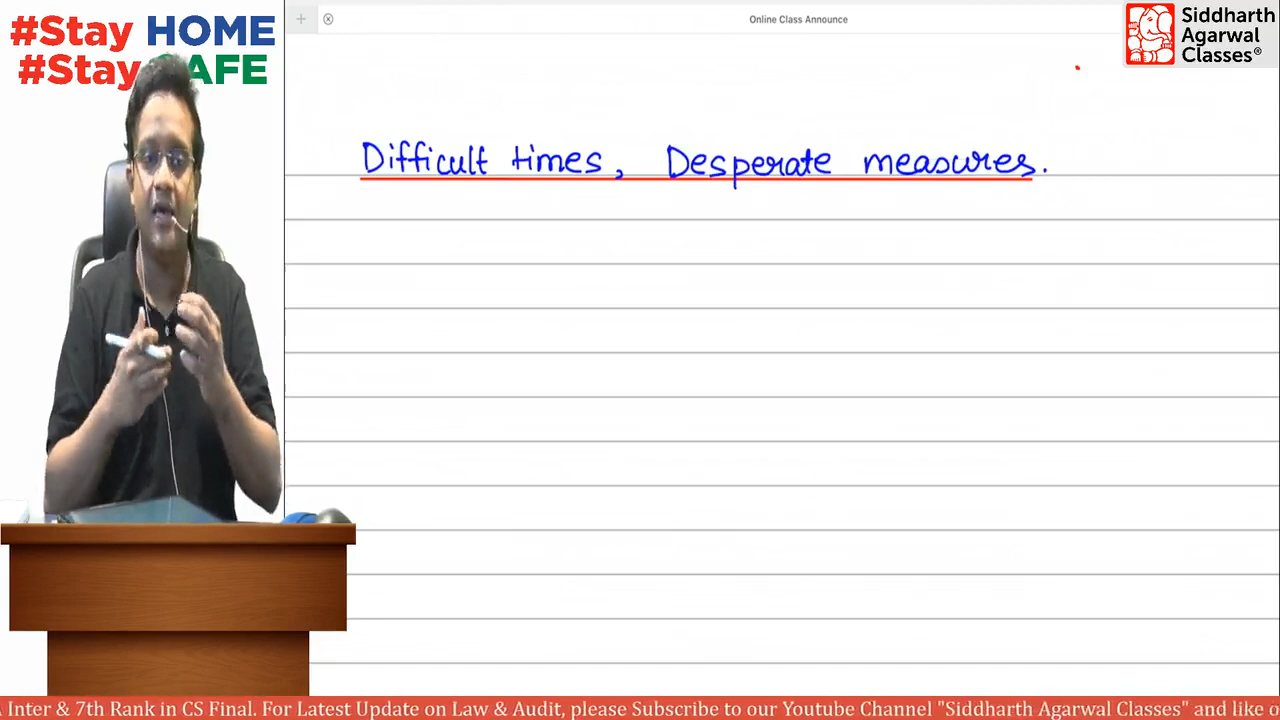 #Stay HOME
#Stay SAFE
Online Class Announce
Siddharth
Agarwal
Classes®
Difficult times, Desperate measures.
Inter & 7th Rank in CS Final. For Latest Update on Law & Audit, please Subscribe to our Youtube Channel "Siddharth Agarwal Classes" and like